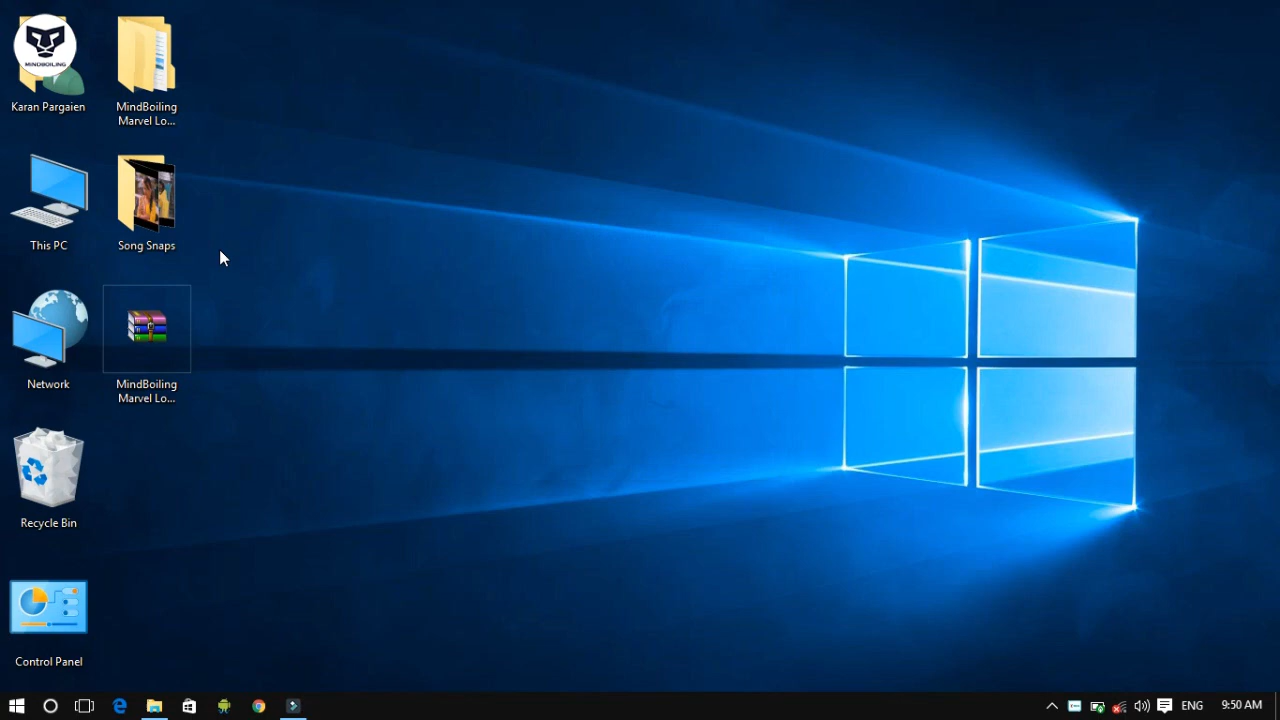 MINDBOILING
Karan Pargaien
MindBoiling
Marvel Lo...
This PC
Song Snaps
Network
MindBoiling
Marvel Lo...
Recycle Bin
Control Panel
ENG
9:50 AM